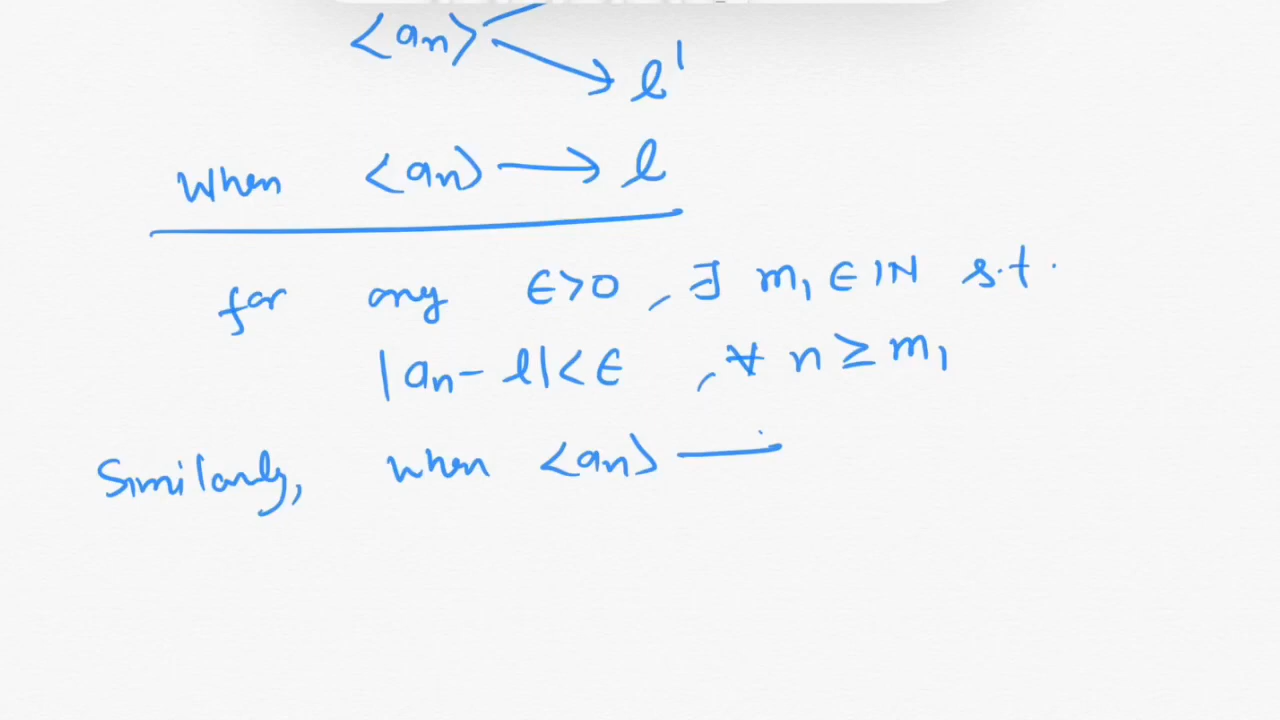 <an> → l'
When <an> → l
for any ε>0, ∃ m₁ ∈ ℕ s.t.
|an - l| < ε, ∀ n ≥ m₁
Similarly, when <an> —